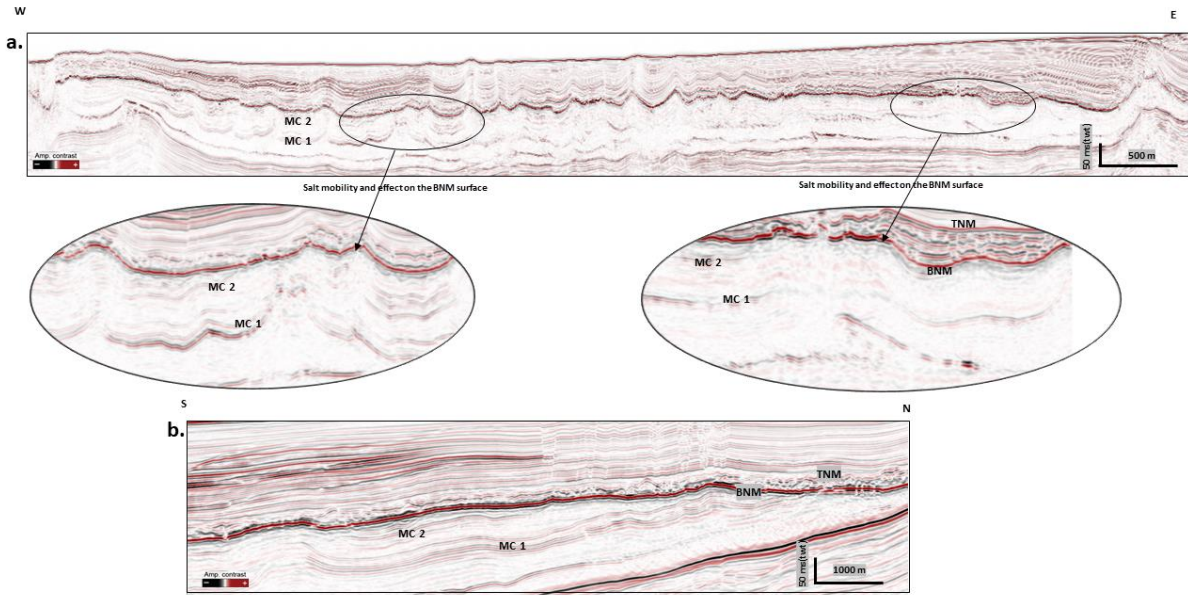 W
E
a.
MC 2
MC 1
Amp. contrast
- +
50 ms(twt)
500 m
Salt mobility and effect on the BNM surface
Salt mobility and effect on the BNM surface
TNM
MC 2
BNM
MC 2
MC 1
MC 1
S
N
b.
TNM
BNM
MC 2
MC 1
50 ms(twt)
1000 m
Amp. contrast
- +